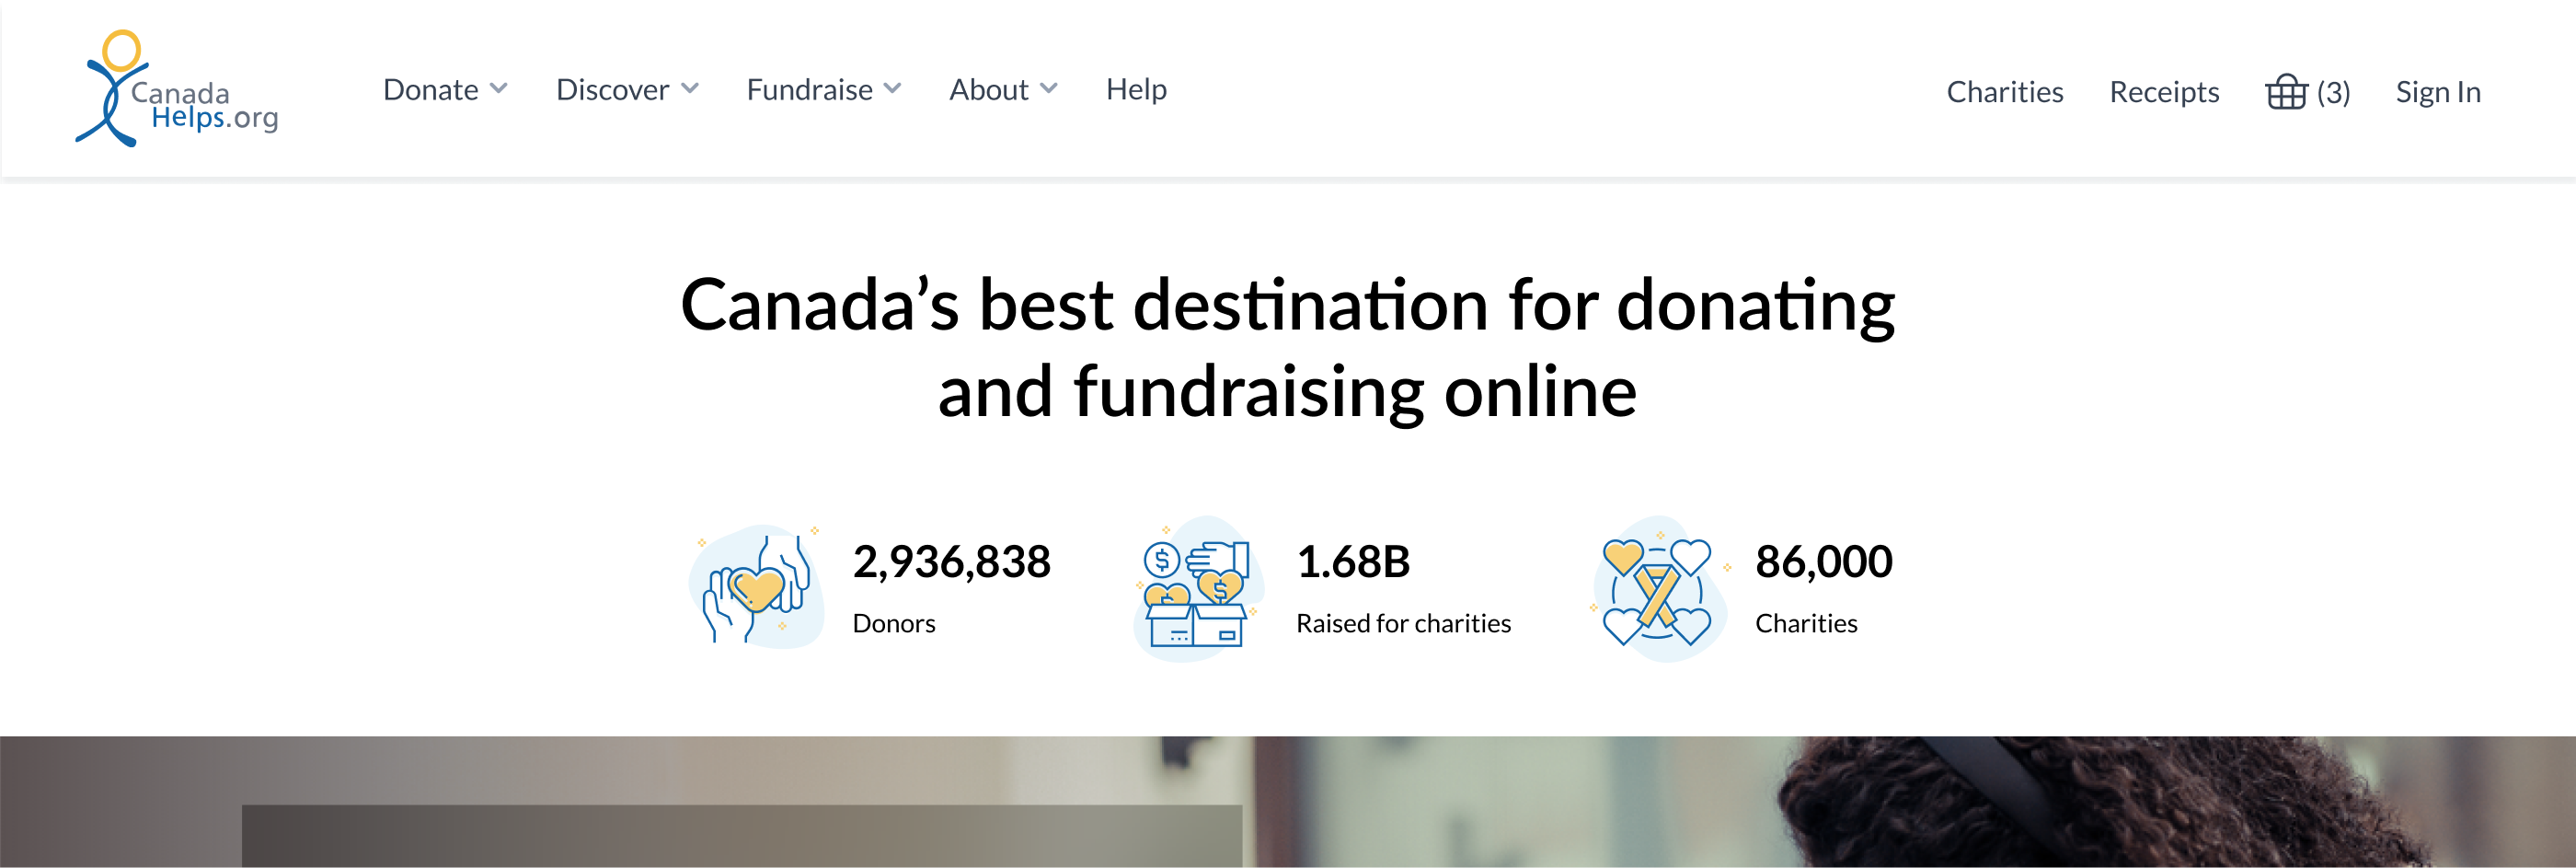 Canada
Helps.org
Donate
Discover
Fundraise
About
Help
Charities
Receipts
(3)
Sign In
Canada’s best destination for donating
and fundraising online
2,936,838
Donors
$
$
$
1.68B
Raised for charities
86,000
Charities